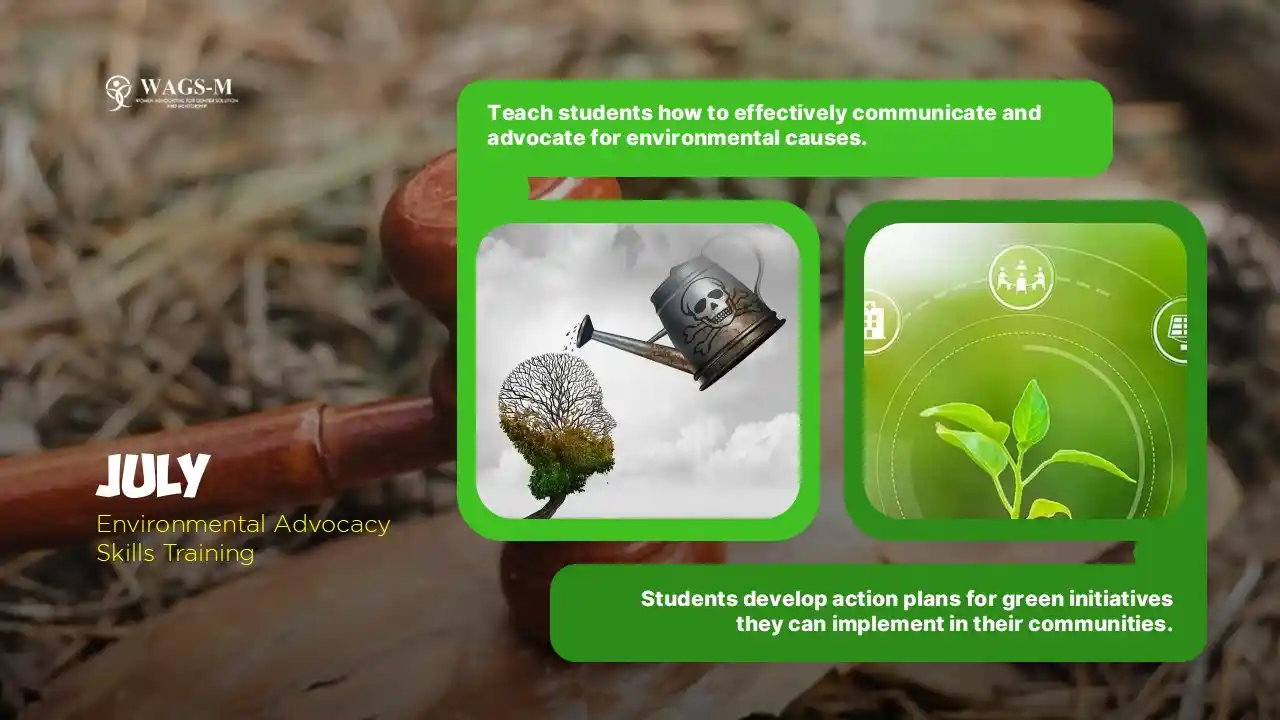 WAGS-M
WOMEN ADVOCATING FOR GENDER SOLUTION
AND MENTORSHIP
Teach students how to effectively communicate and
advocate for environmental causes.
JULY
Environmental Advocacy
Skills Training
Students develop action plans for green initiatives
they can implement in their communities.